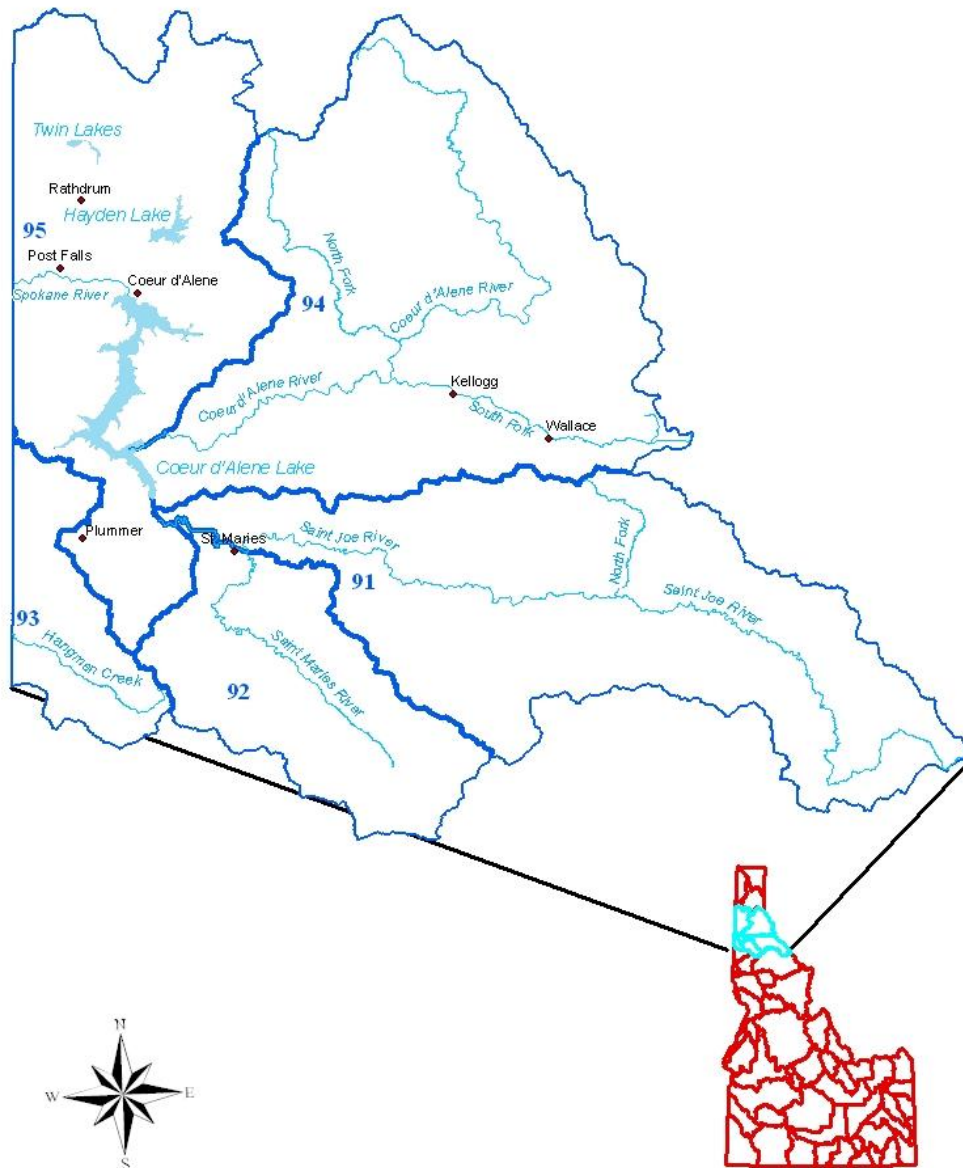 Twin Lakes
Rathdrum
Hayden Lake
95
Post Falls
Spokane River
Coeur d'Alene
North Fork
94
Coeur d'Alene River
Coeur d'Alene River
Kellogg
South Fork
Wallace
Coeur d'Alene Lake
Plummer
St. Maries
Saint Joe River
91
North Fork
Saint Joe River
93
Hangmen Creek
92
Saint Maries River
N
W
E
S